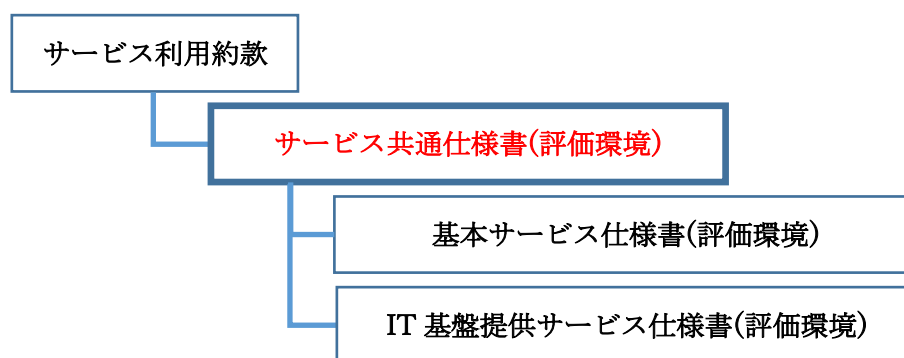 サービス利用約款
サービス共通仕様書(評価環境)
基本サービス仕様書(評価環境)
IT 基盤提供サービス仕様書(評価環境)